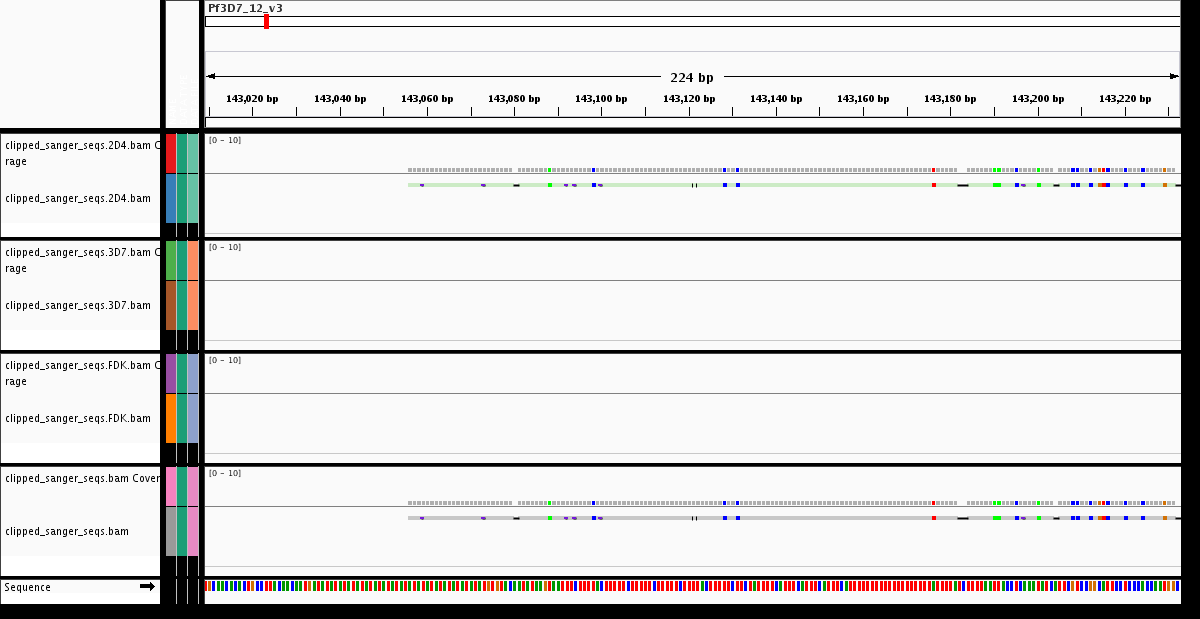 Pf3D7_12_v3
224 bp
143,020 bp 143,040 bp 143,060 bp 143,080 bp 143,100 bp 143,120 bp 143,140 bp 143,160 bp 143,180 bp 143,200 bp 143,220 bp
clipped_sanger_seqs.2D4.bam C
rage
[0 - 10]
clipped_sanger_seqs.2D4.bam
clipped_sanger_seqs.3D7.bam C
rage
[0 - 10]
clipped_sanger_seqs.3D7.bam
clipped_sanger_seqs.FDK.bam C
rage
[0 - 10]
clipped_sanger_seqs.FDK.bam
clipped_sanger_seqs.bam Cover
[0 - 10]
clipped_sanger_seqs.bam
Sequence